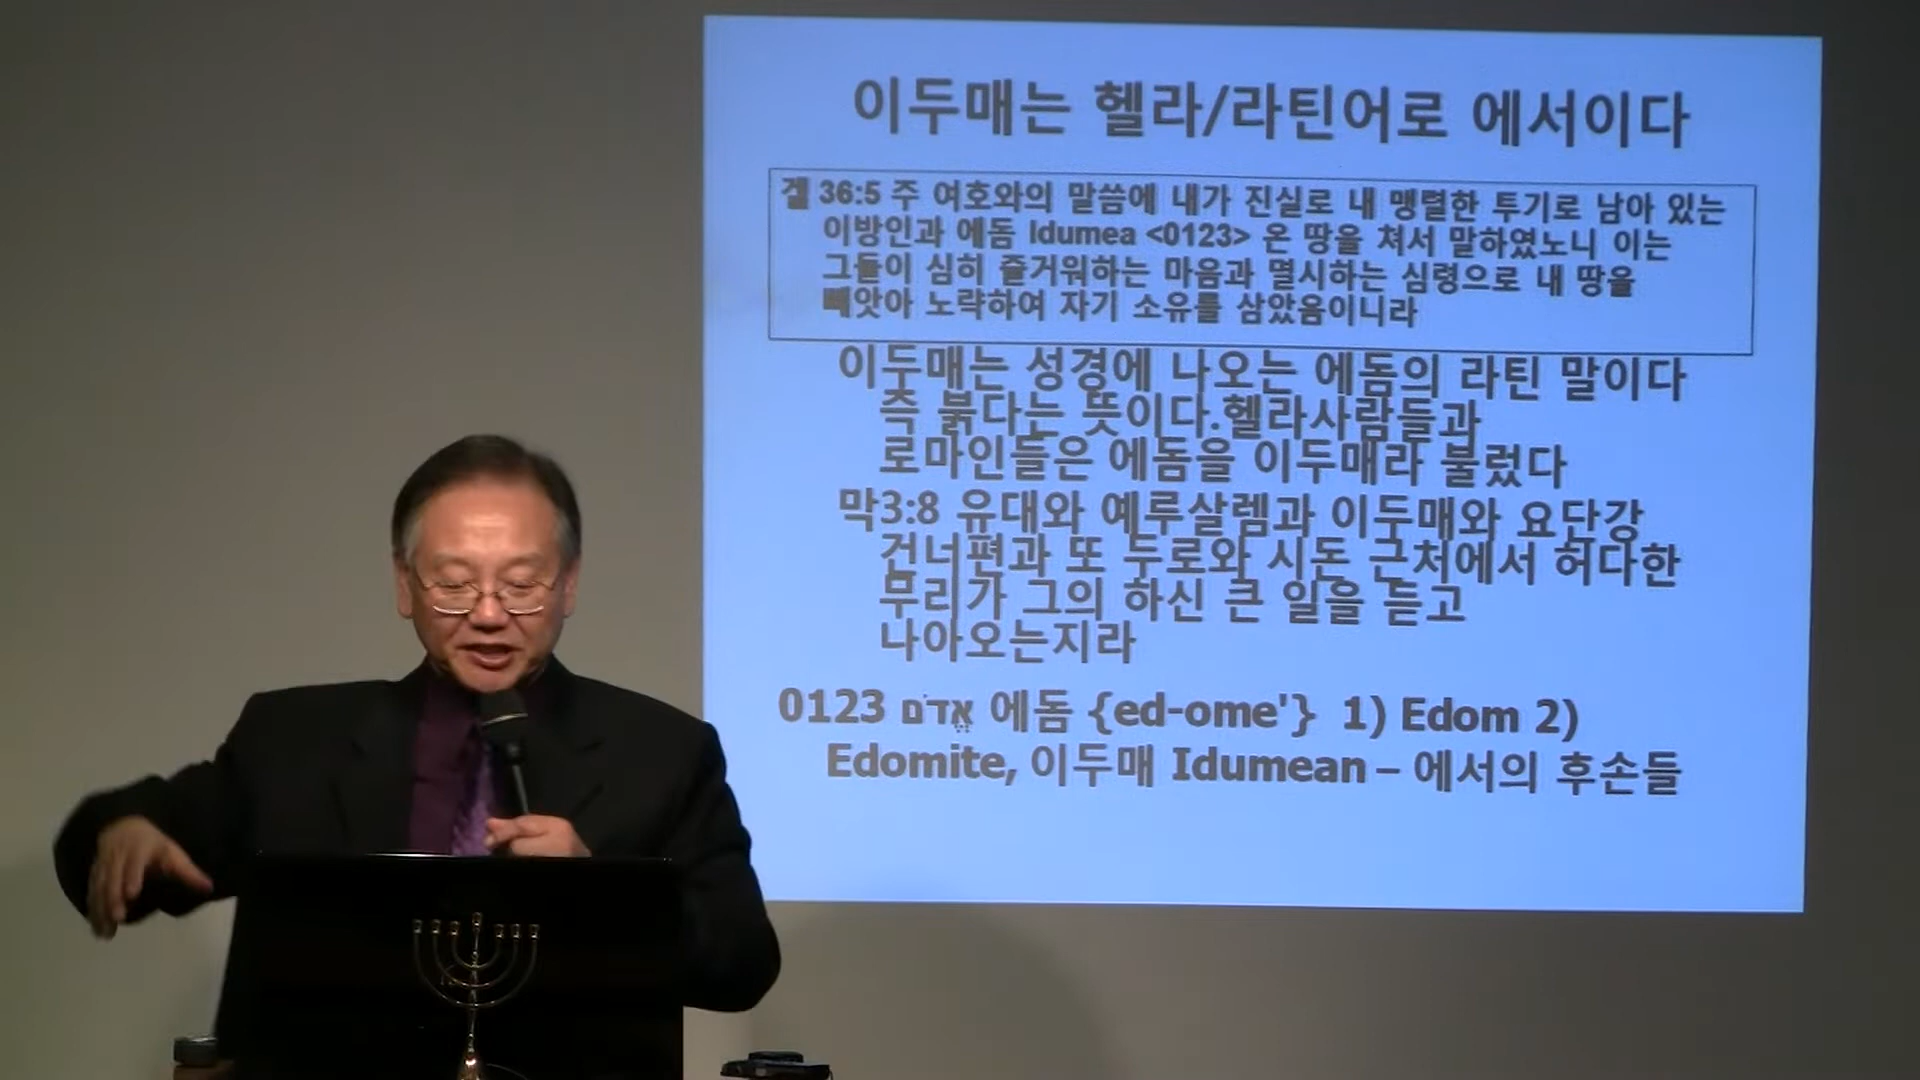 이두매는 헬라/라틴어로 에서이다
겔 36:5 주 여호와의 말씀에 내가 진실로 내 맹렬한 투기로 남아 있는
이방인과 에돔 Idumea <0123> 온 땅을 쳐서 말하였노니 이는
그들이 심히 즐거워하는 마음과 멸시하는 심령으로 내 땅을
빼앗아 노략하여 자기 소유를 삼았음이니라
이두매는 성경에 나오는 에돔의 라틴 말이다
즉 붉다는 뜻이다.헬라사람들과
로마인들은 에돔을 이두매라 불렀다
막3:8 유대와 예루살렘과 이두매와 요단강
건너편과 또 두로와 시돈 근처에서 허다한
무리가 그의 하신 큰 일을 듣고
나아오는지라
0123 אֱדֹם 에돔 {ed-ome'} 1) Edom 2)
Edomite, 이두매 Idumean – 에서의 후손들